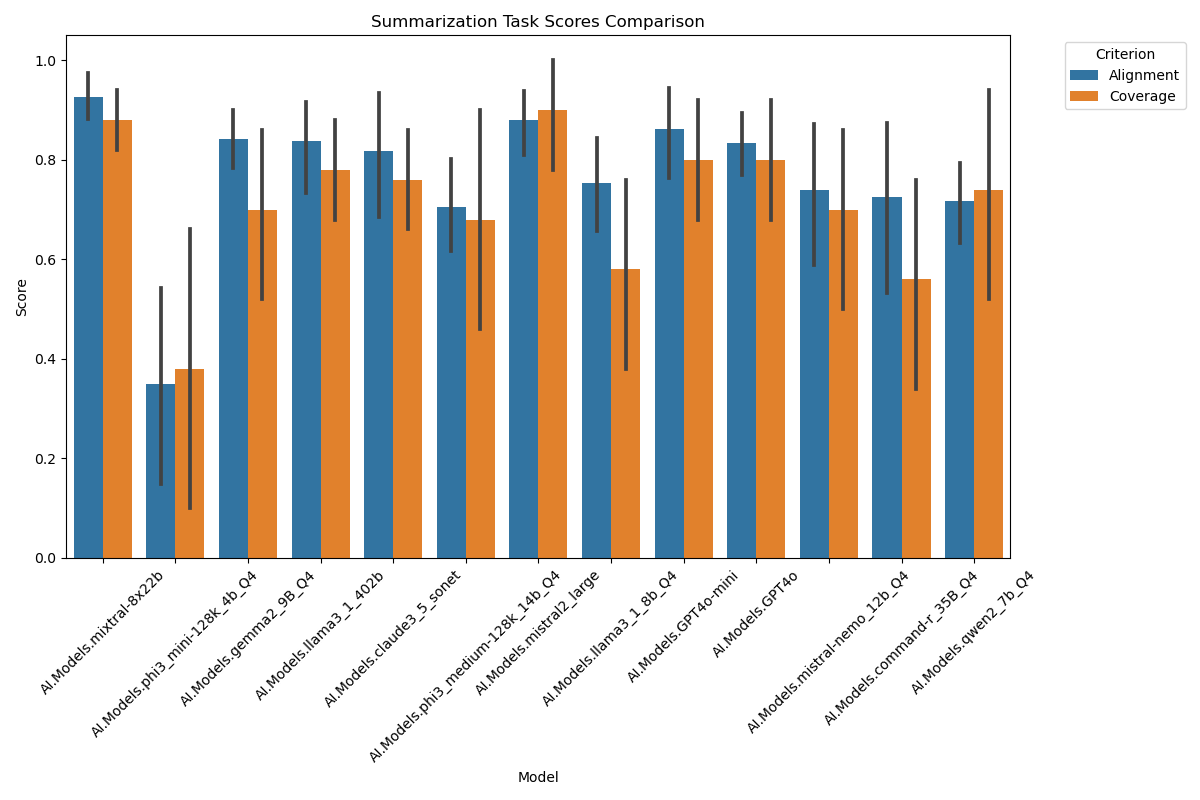 Summarization Task Scores Comparison
Criterion
Alignment
Coverage
Score
1.0
0.8
0.6
0.4
0.2
0.0
AI.Models.mixtral-8x22b
AI.Models.phi3_mini-128k_4b_Q4
AI.Models.gemma2_9B_Q4
AI.Models.llama3_1_402b
AI.Models.claude3_5_sonet
AI.Models.phi3_medium-128k_14b_Q4
AI.Models.mistral2_large
AI.Models.llama3_1_8b_Q4
AI.Models.GPT4o-mini
AI.Models.GPT4o
AI.Models.mistral-nemo_12b_Q4
AI.Models.command-r_35B_Q4
AI.Models.qwen2_7b_Q4
Model